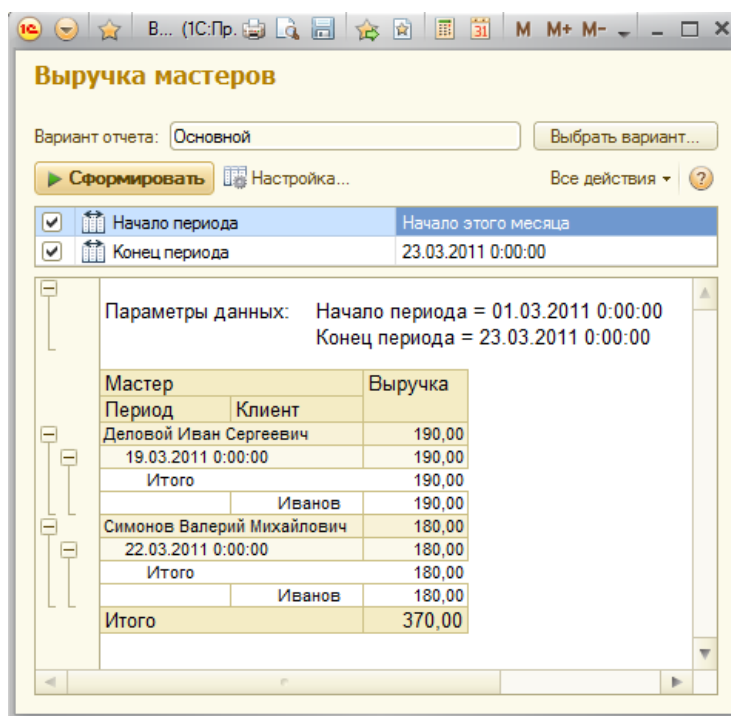 1С В... (1С:Пр. 31 M M+ M-
Выручка мастеров
Вариант отчета: Основной Выбрать вариант...
Сформировать Настройка... Все действия ?
Начало периода Начало этого месяца
Конец периода 23.03.2011 0:00:00
Параметры данных: Начало периода = 01.03.2011 0:00:00
Конец периода = 23.03.2011 0:00:00
Мастер Выручка
Период Клиент
Деловой Иван Сергеевич 190,00
19.03.2011 0:00:00 190,00
Итого 190,00
Иванов 190,00
Симонов Валерий Михайлович 180,00
22.03.2011 0:00:00 180,00
Итого 180,00
Иванов 180,00
Итого 370,00